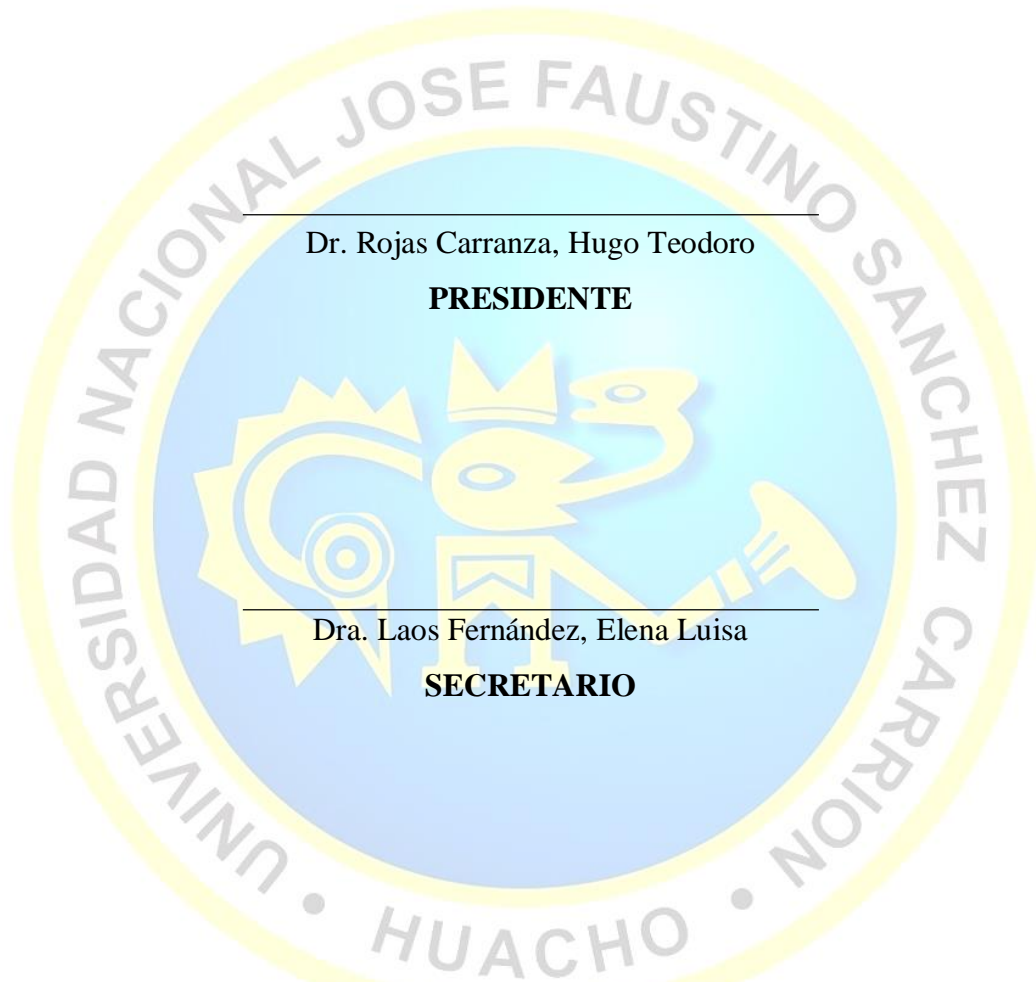 UNIVERSIDAD NACIONAL JOSE FAUSTINO SANCHEZ CARRION
Dr. Rojas Carranza, Hugo Teodoro
PRESIDENTE
Dra. Laos Fernández, Elena Luisa
SECRETARIO
• HUACHO •